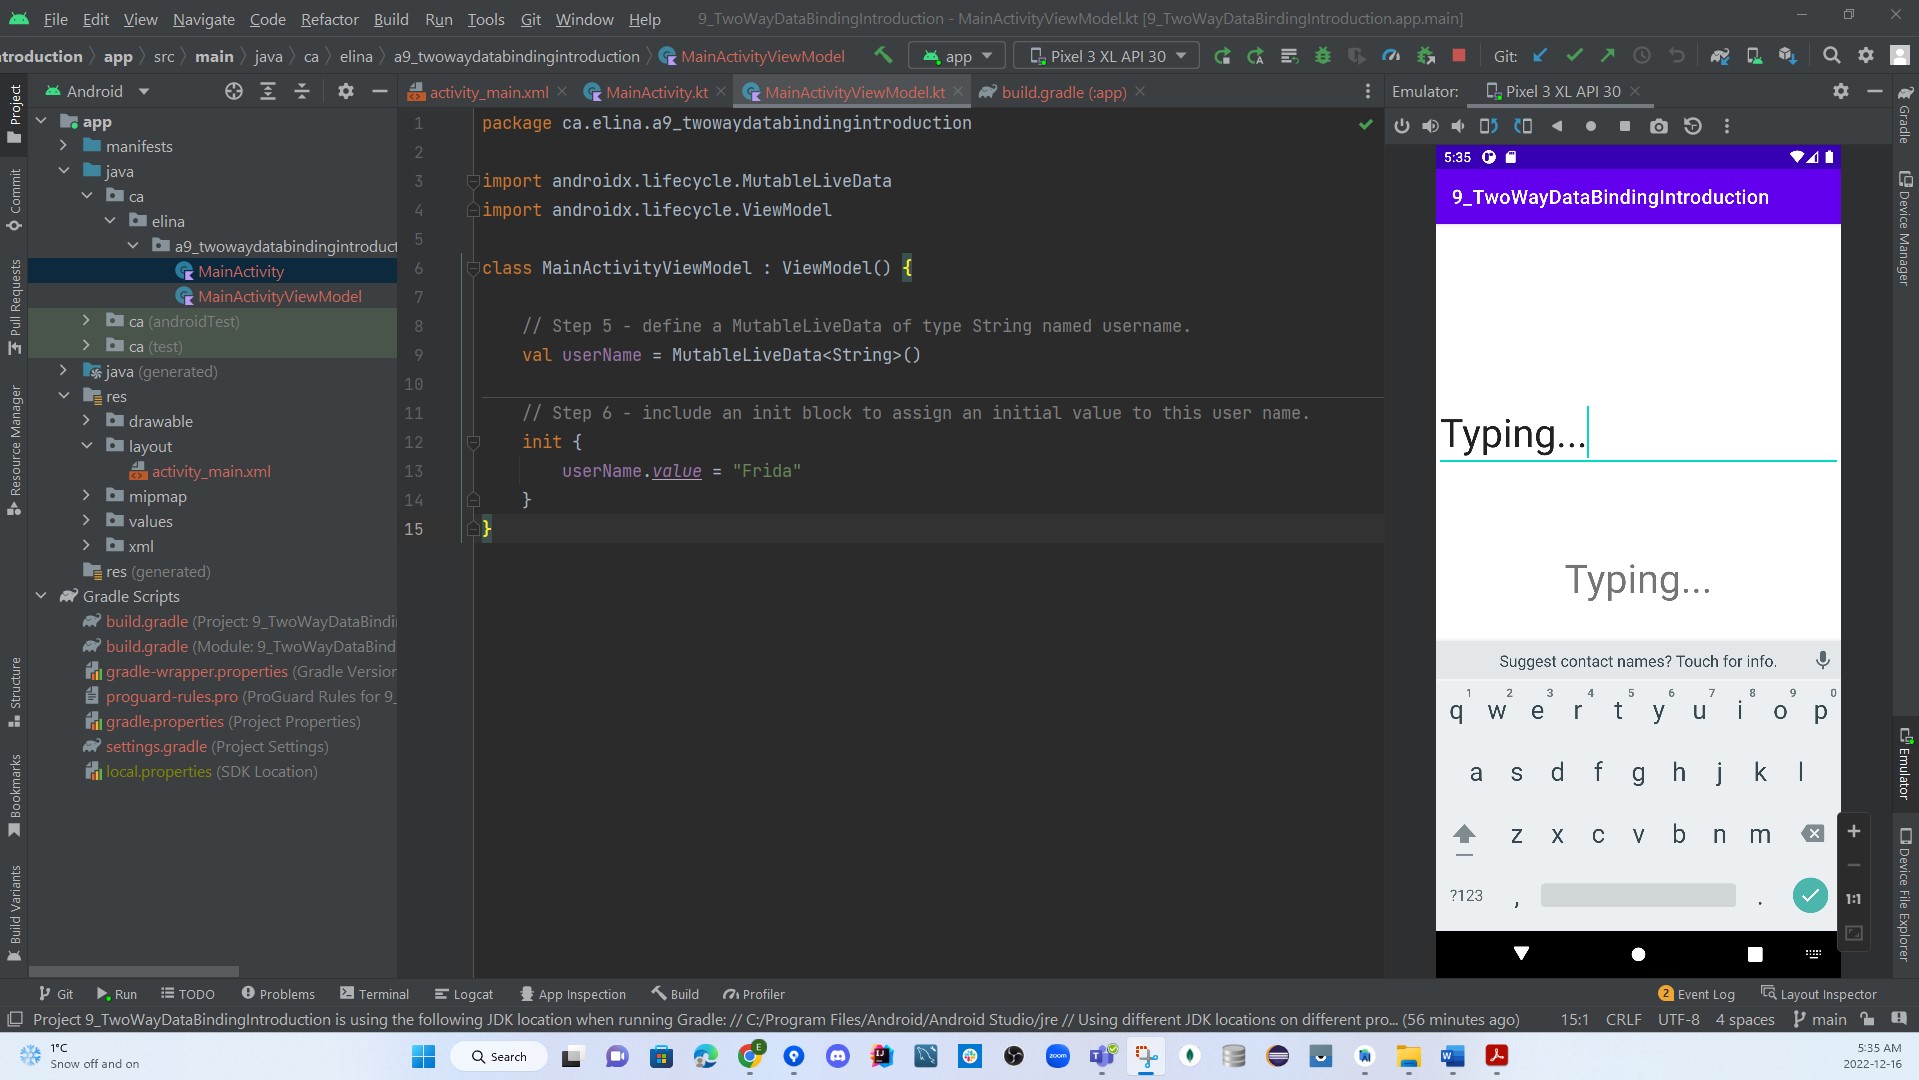 File Edit View Navigate Code Refactor Build Run Tools Git Window Help 9_TwoWayDataBindingIntroduction - MainActivityViewModel.kt [9_TwoWayDataBindingIntroduction.app.main]
troduction app src main java ca elina a9_twowaydatabindingintroduction MainActivityViewModel app Pixel 3 XL API 30 Git:
Project
Commit
Pull Requests
Resource Manager
Structure
Bookmarks
Build Variants
Android
app
manifests
java
ca
elina
a9_twowaydatabindingintroduct
MainActivity
MainActivityViewModel
ca (androidTest)
ca (test)
java (generated)
res
drawable
layout
activity_main.xml
mipmap
values
xml
res (generated)
Gradle Scripts
build.gradle (Project: 9_TwoWayDataBindi
build.gradle (Module: 9_TwoWayDataBind
gradle-wrapper.properties (Gradle Version
proguard-rules.pro (ProGuard Rules for 9_
gradle.properties (Project Properties)
settings.gradle (Project Settings)
local.properties (SDK Location)
activity_main.xml MainActivity.kt MainActivityViewModel.kt build.gradle (:app)
1 package ca.elina.a9_twowaydatabindingintroduction
2
3 import androidx.lifecycle.MutableLiveData
4 import androidx.lifecycle.ViewModel
5
6 class MainActivityViewModel : ViewModel() {
7
8 // Step 5 - define a MutableLiveData of type String named username.
9 val userName = MutableLiveData<String>()
10
11 // Step 6 - include an init block to assign an initial value to this user name.
12 init {
13 userName.value = "Frida"
14 }
15 }
Emulator: Pixel 3 XL API 30
5:35
9_TwoWayDataBindingIntroduction
Typing...
Typing...
Suggest contact names? Touch for info.
1 2 3 4 5 6 7 8 9 0
q w e r t y u i o p
a s d f g h j k l
z x c v b n m
?123 , .
1:1
Gradle
Device Manager
Emulator
Device File Explorer
Git Run TODO Problems Terminal Logcat App Inspection Build Profiler 2 Event Log Layout Inspector
Project 9_TwoWayDataBindingIntroduction is using the following JDK location when running Gradle: // C:/Program Files/Android/Android Studio/jre // Using different JDK locations on different pro... (56 minutes ago) 15:1 CRLF UTF-8 4 spaces main
1°C
Snow off and on
Search
E
zoom
5:35 AM
2022-12-16